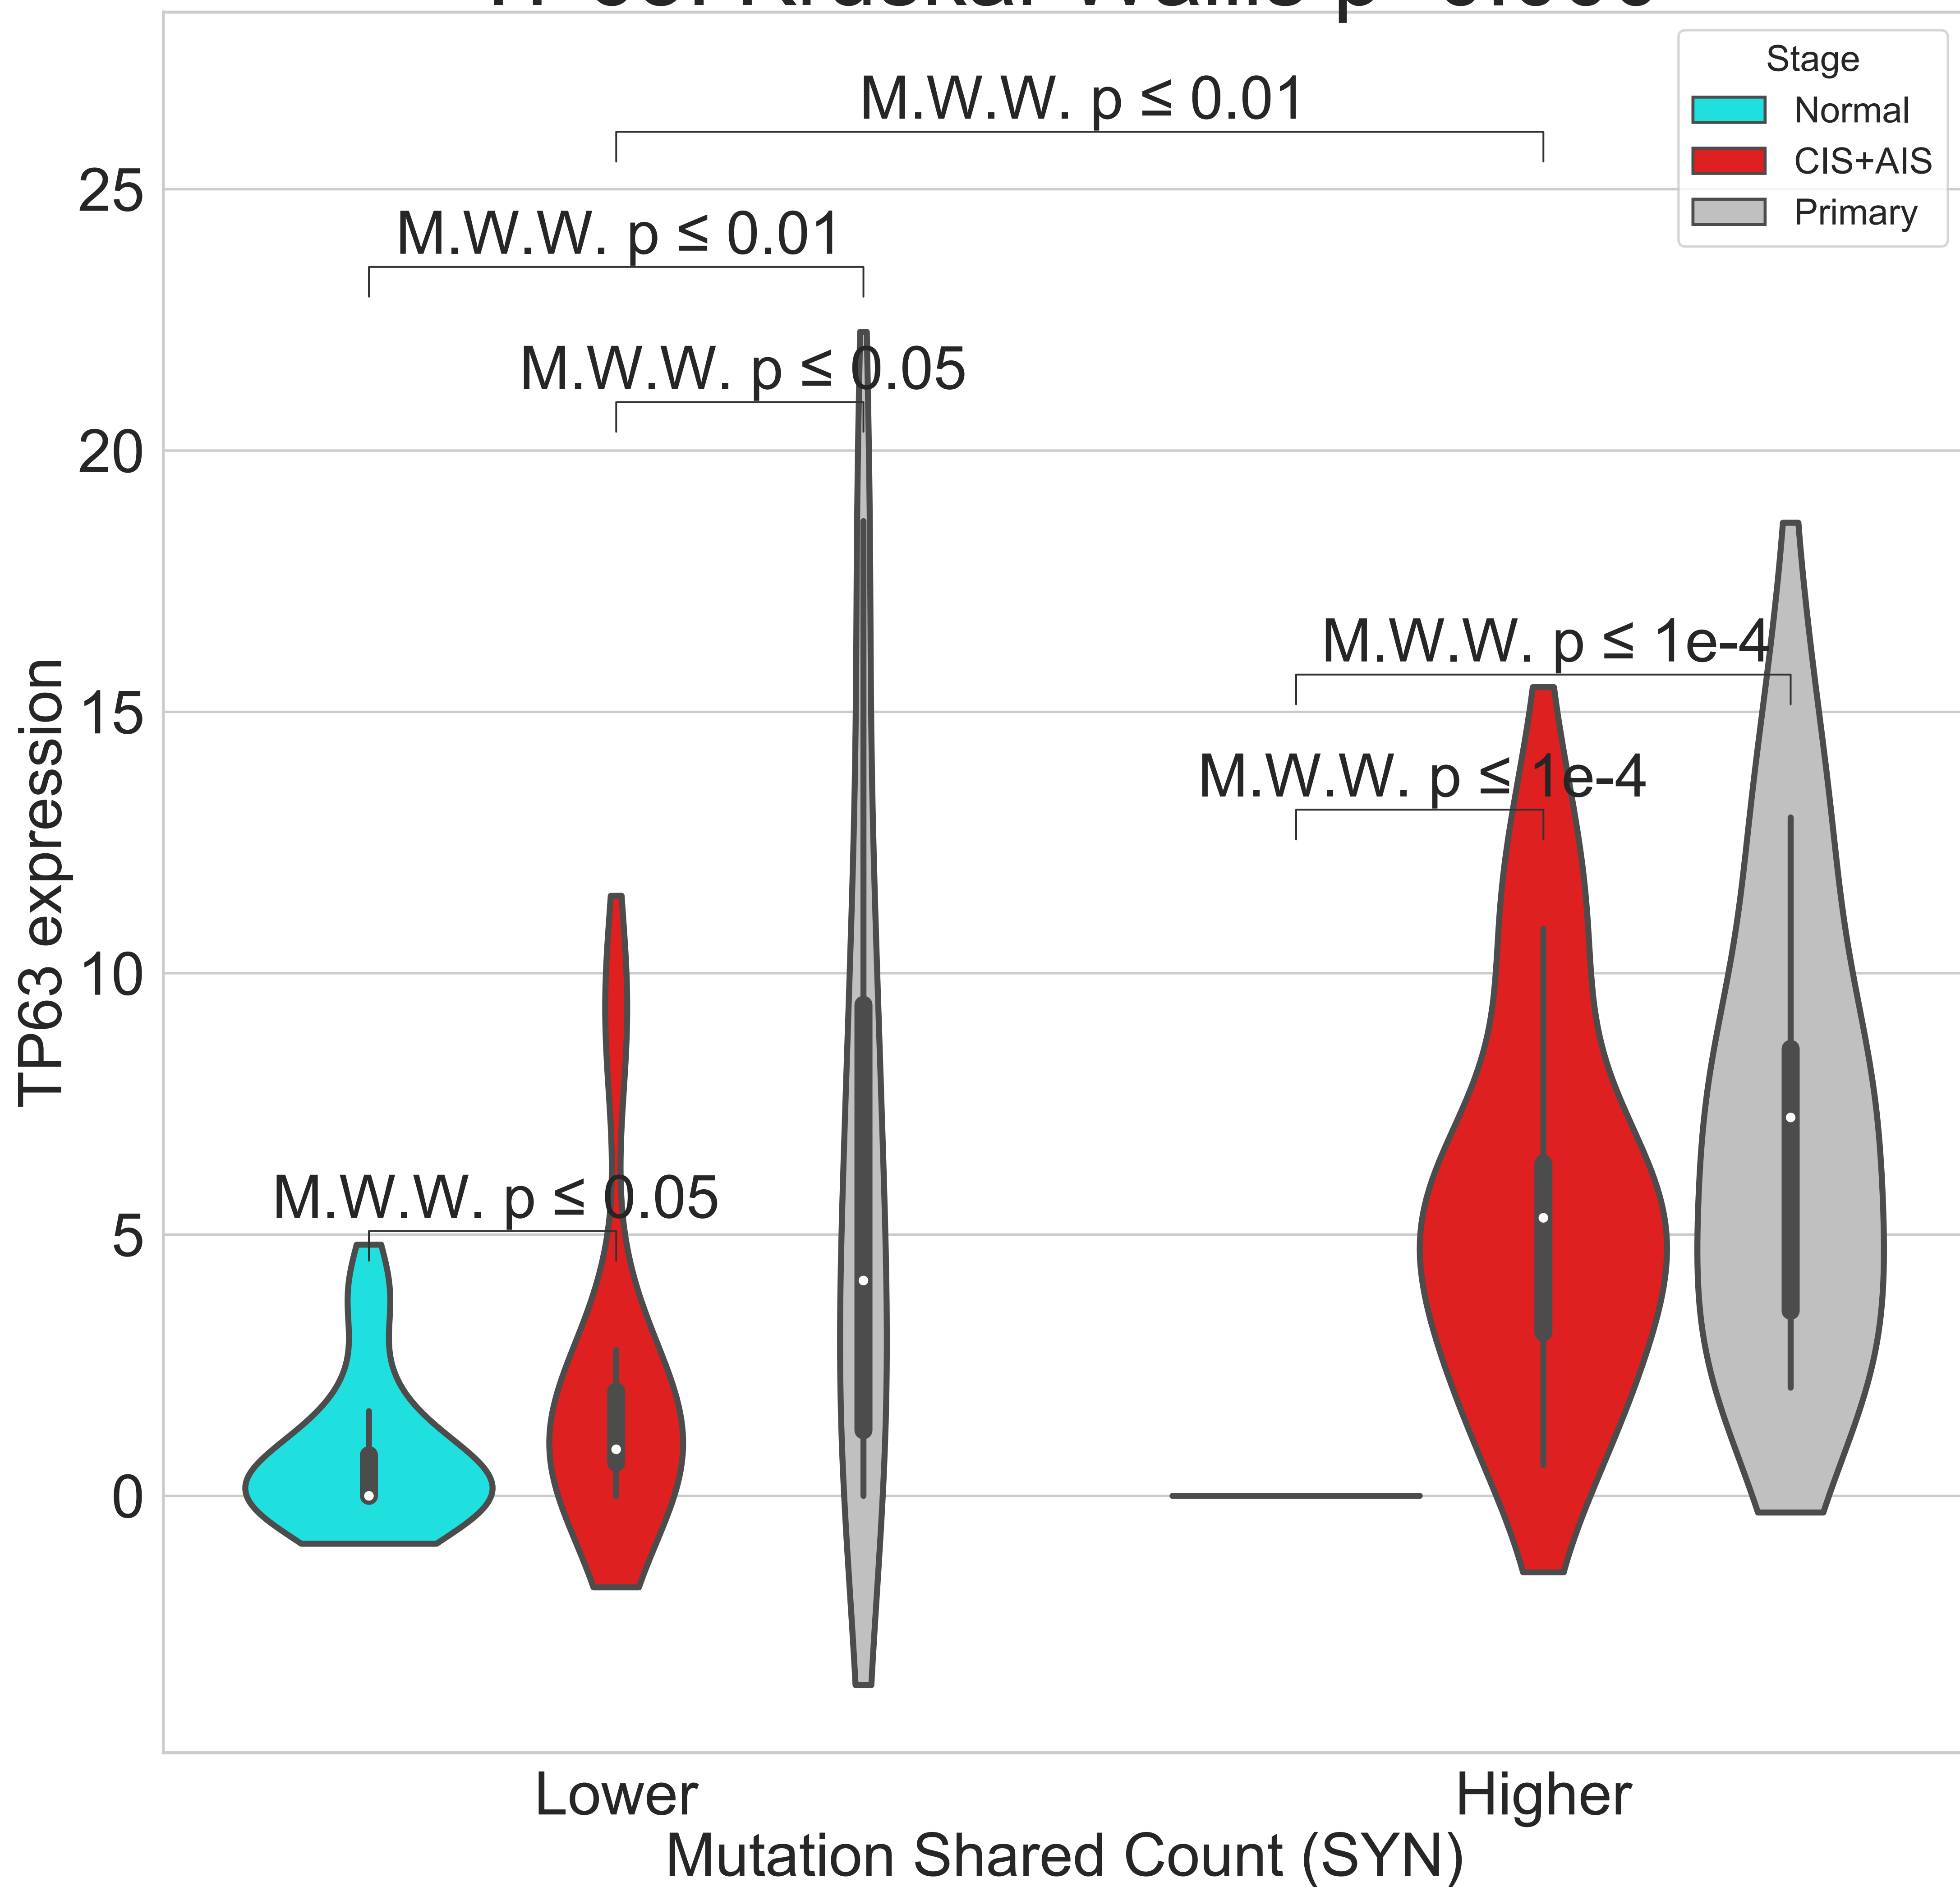 Stage
Normal
CIS+AIS
Primary
M.W.W. p ≤ 0.01
M.W.W. p ≤ 0.01
M.W.W. p ≤ 0.05
M.W.W. p ≤ 1e-4
M.W.W. p ≤ 1e-4
M.W.W. p ≤ 0.05
25
20
15
10
5
0
TP63 expression
Lower
Higher
Mutation Shared Count (SYN)